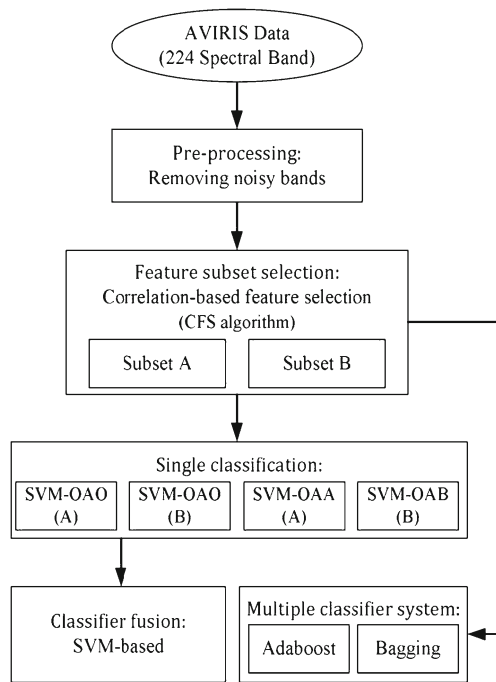 AVIRIS Data
(224 Spectral Band)
Pre-processing:
Removing noisy bands
Feature subset selection:
Correlation-based feature selection
(CFS algorithm)
Subset A
Subset B
Single classification:
SVM-OAO
(A)
SVM-OAO
(B)
SVM-OAA
(A)
SVM-OAB
(B)
Classifier fusion:
SVM-based
Multiple classifier system:
Adaboost
Bagging